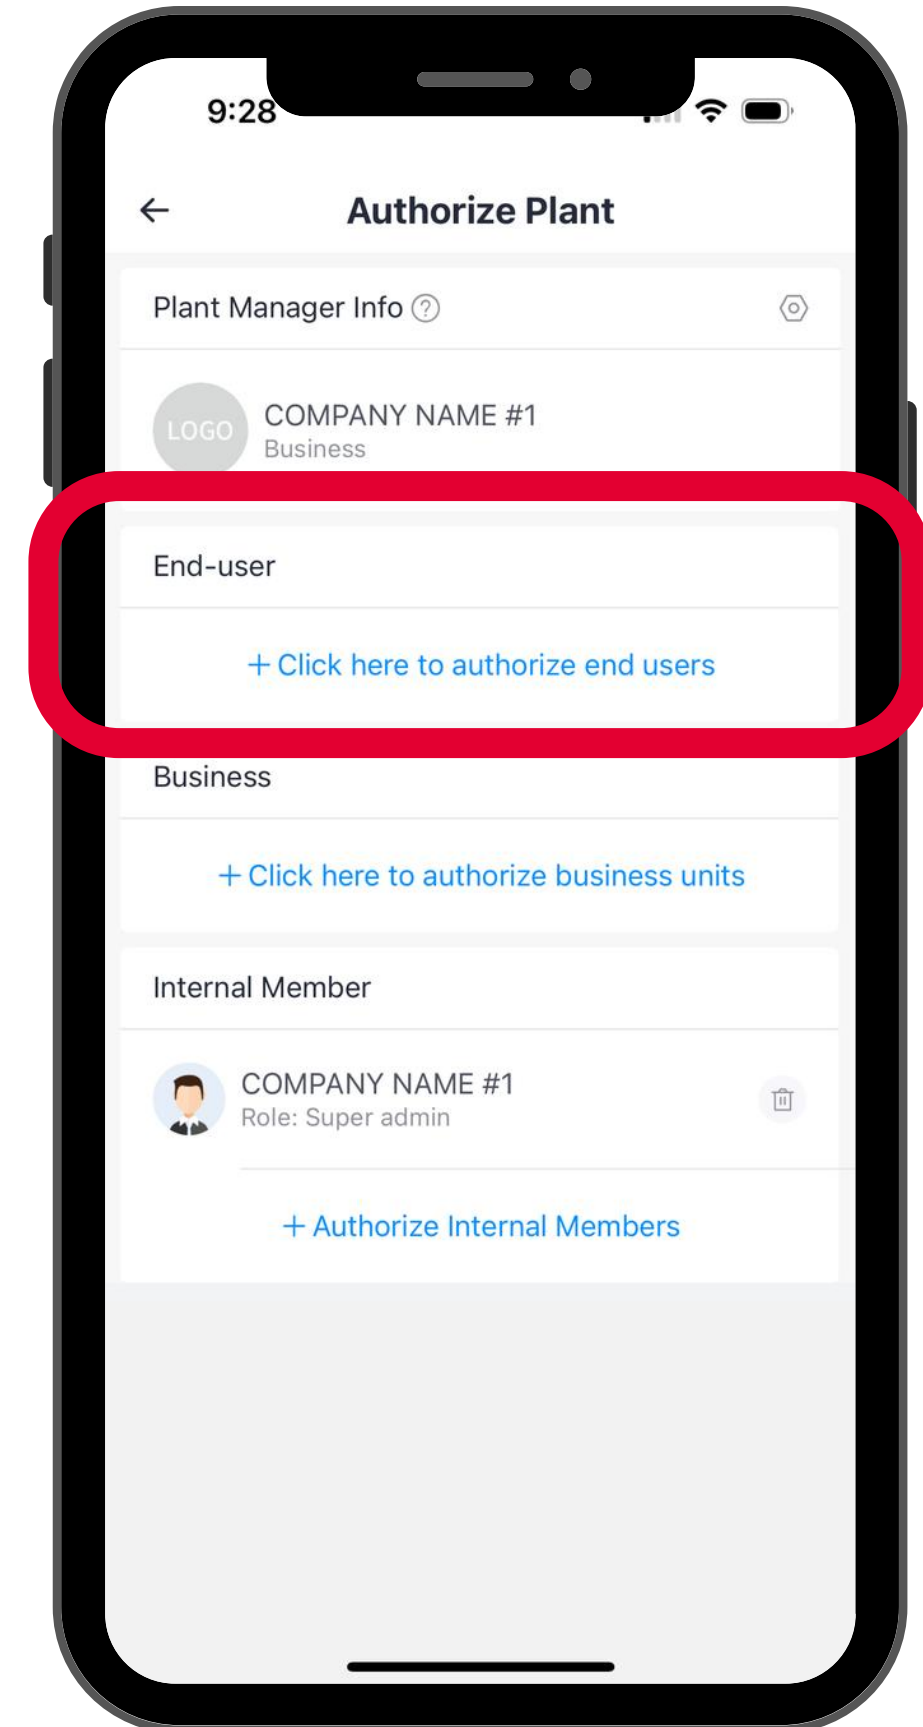 9:28
Authorize Plant
Plant Manager Info
LOGO
COMPANY NAME #1
Business
End-user
+ Click here to authorize end users
Business
+ Click here to authorize business units
Internal Member
COMPANY NAME #1
Role: Super admin
+ Authorize Internal Members